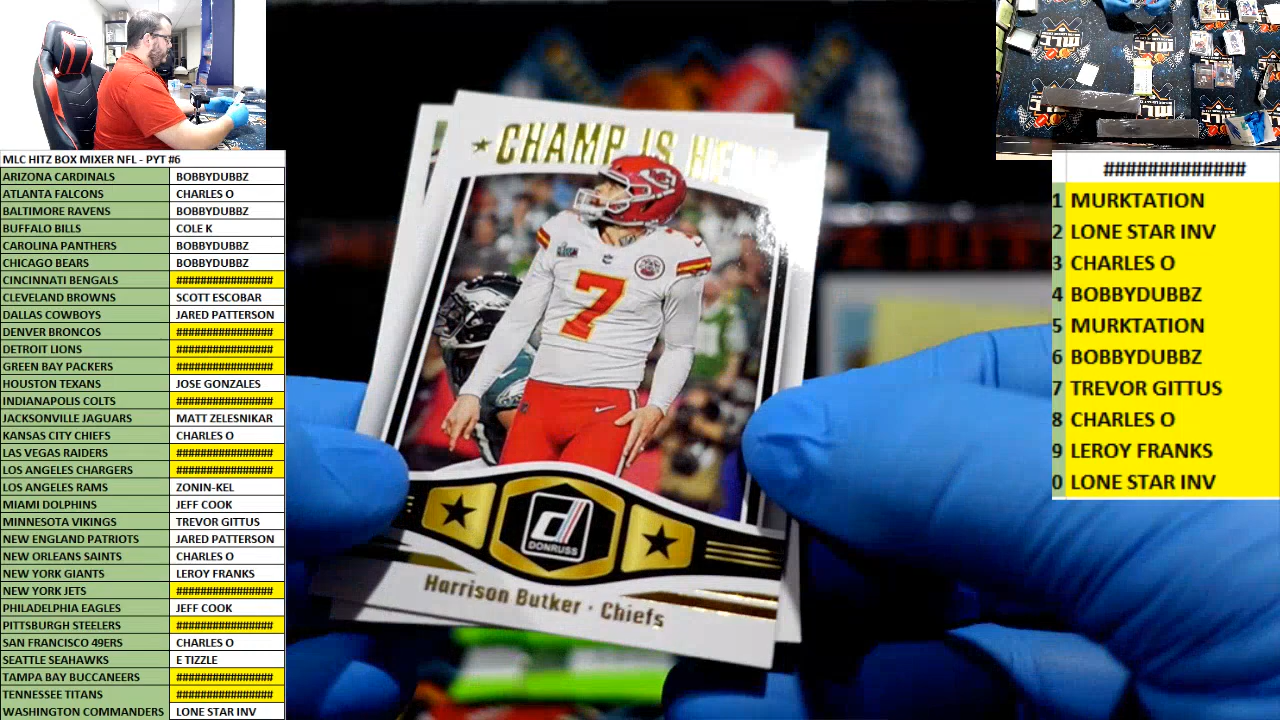 MLC HITZ BOX MIXER NFL - PYT #6
ARIZONA CARDINALS BOBBYDUBBZ
ATLANTA FALCONS CHARLES O
BALTIMORE RAVENS BOBBYDUBBZ
BUFFALO BILLS COLE K
CAROLINA PANTHERS BOBBYDUBBZ
CHICAGO BEARS BOBBYDUBBZ
CINCINNATI BENGALS ################
CLEVELAND BROWNS SCOTT ESCOBAR
DALLAS COWBOYS JARED PATTERSON
DENVER BRONCOS ################
DETROIT LIONS ################
GREEN BAY PACKERS ################
HOUSTON TEXANS JOSE GONZALES
INDIANAPOLIS COLTS ################
JACKSONVILLE JAGUARS MATT ZELESNIKAR
KANSAS CITY CHIEFS CHARLES O
LAS VEGAS RAIDERS ################
LOS ANGELES CHARGERS ################
LOS ANGELES RAMS ZONIN-KEL
MIAMI DOLPHINS JEFF COOK
MINNESOTA VIKINGS TREVOR GITTUS
NEW ENGLAND PATRIOTS JARED PATTERSON
NEW ORLEANS SAINTS CHARLES O
NEW YORK GIANTS LEROY FRANKS
NEW YORK JETS ################
PHILADELPHIA EAGLES JEFF COOK
PITTSBURGH STEELERS ################
SAN FRANCISCO 49ERS CHARLES O
SEATTLE SEAHAWKS E TIZZLE
TAMPA BAY BUCCANEERS ################
TENNESSEE TITANS ################
WASHINGTON COMMANDERS LONE STAR INV
CHAMP IS HERE
7
d
DONRUSS
Harrison Butker · Chiefs
MLC
MLC
#############
1 MURKTATION
2 LONE STAR INV
3 CHARLES O
4 BOBBYDUBBZ
5 MURKTATION
6 BOBBYDUBBZ
7 TREVOR GITTUS
8 CHARLES O
9 LEROY FRANKS
0 LONE STAR INV